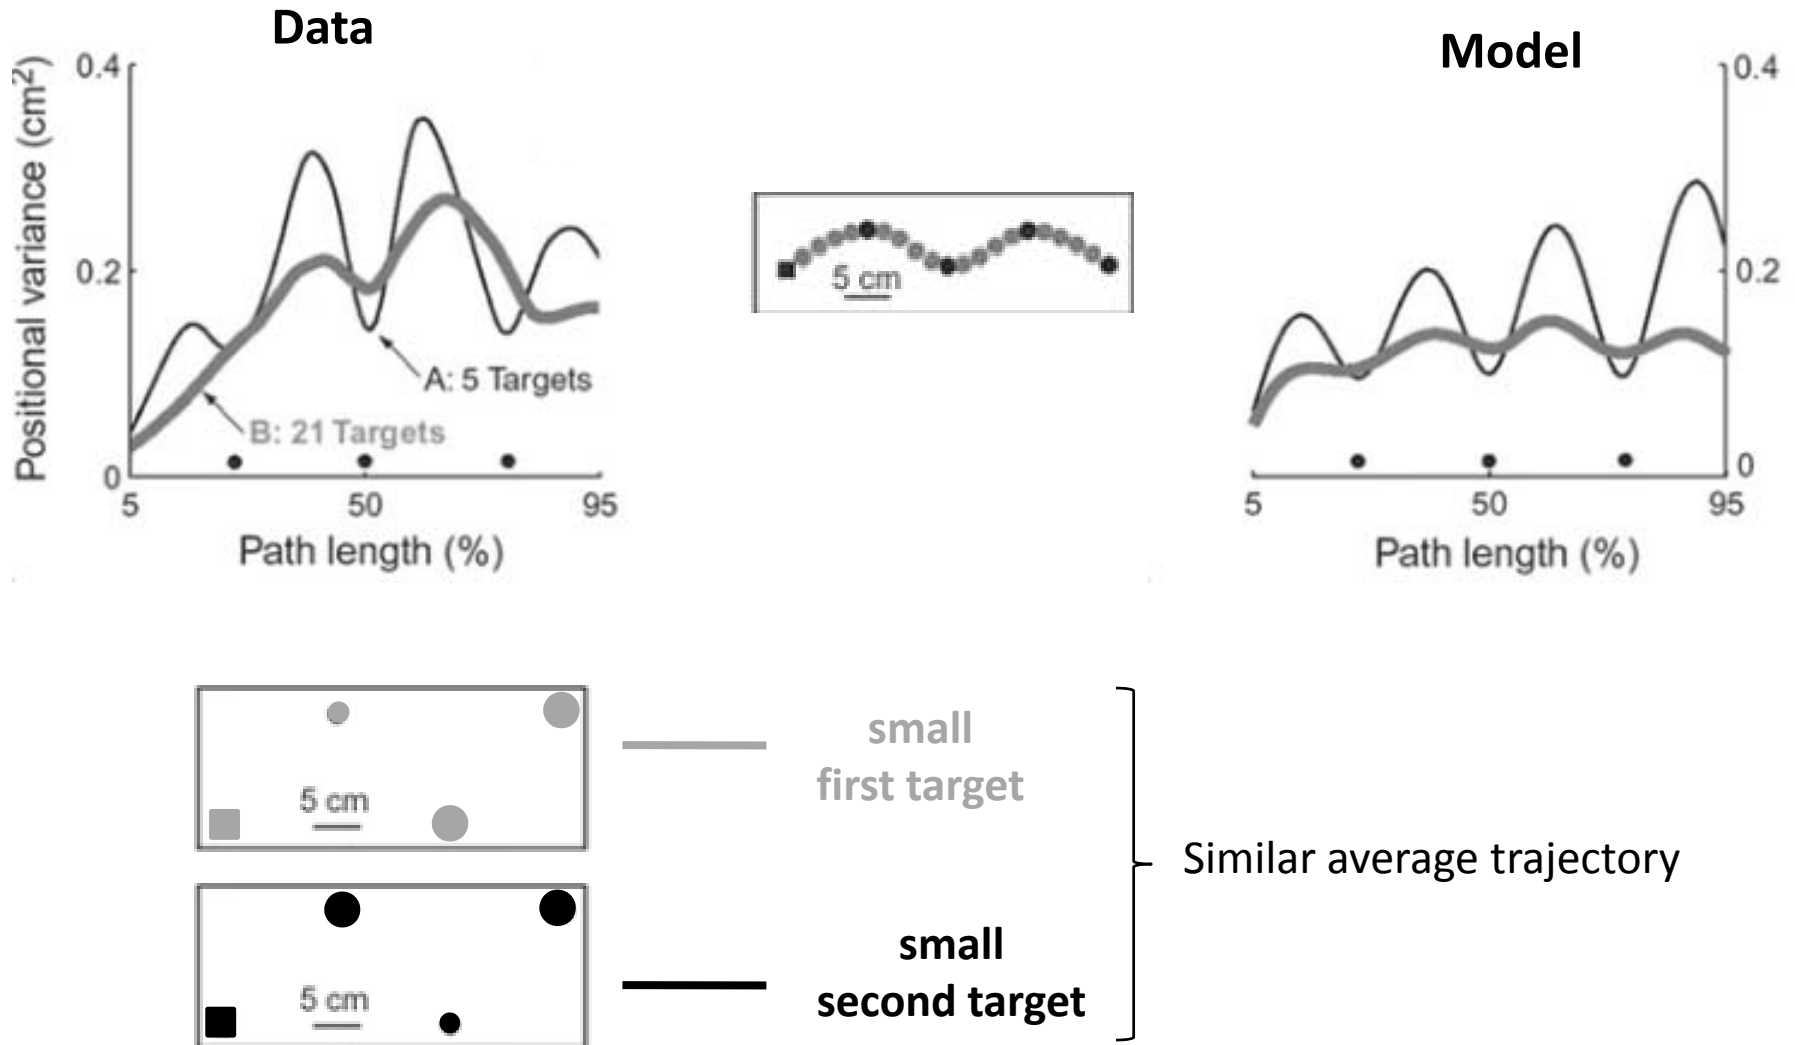 Data
Positional variance (cm²)
0.4
0.2
0
5
50
95
Path length (%)
A: 5 Targets
B: 21 Targets
5 cm
Model
0.4
0.2
0
5
50
95
Path length (%)
5 cm
small
first target
5 cm
small
second target
Similar average trajectory